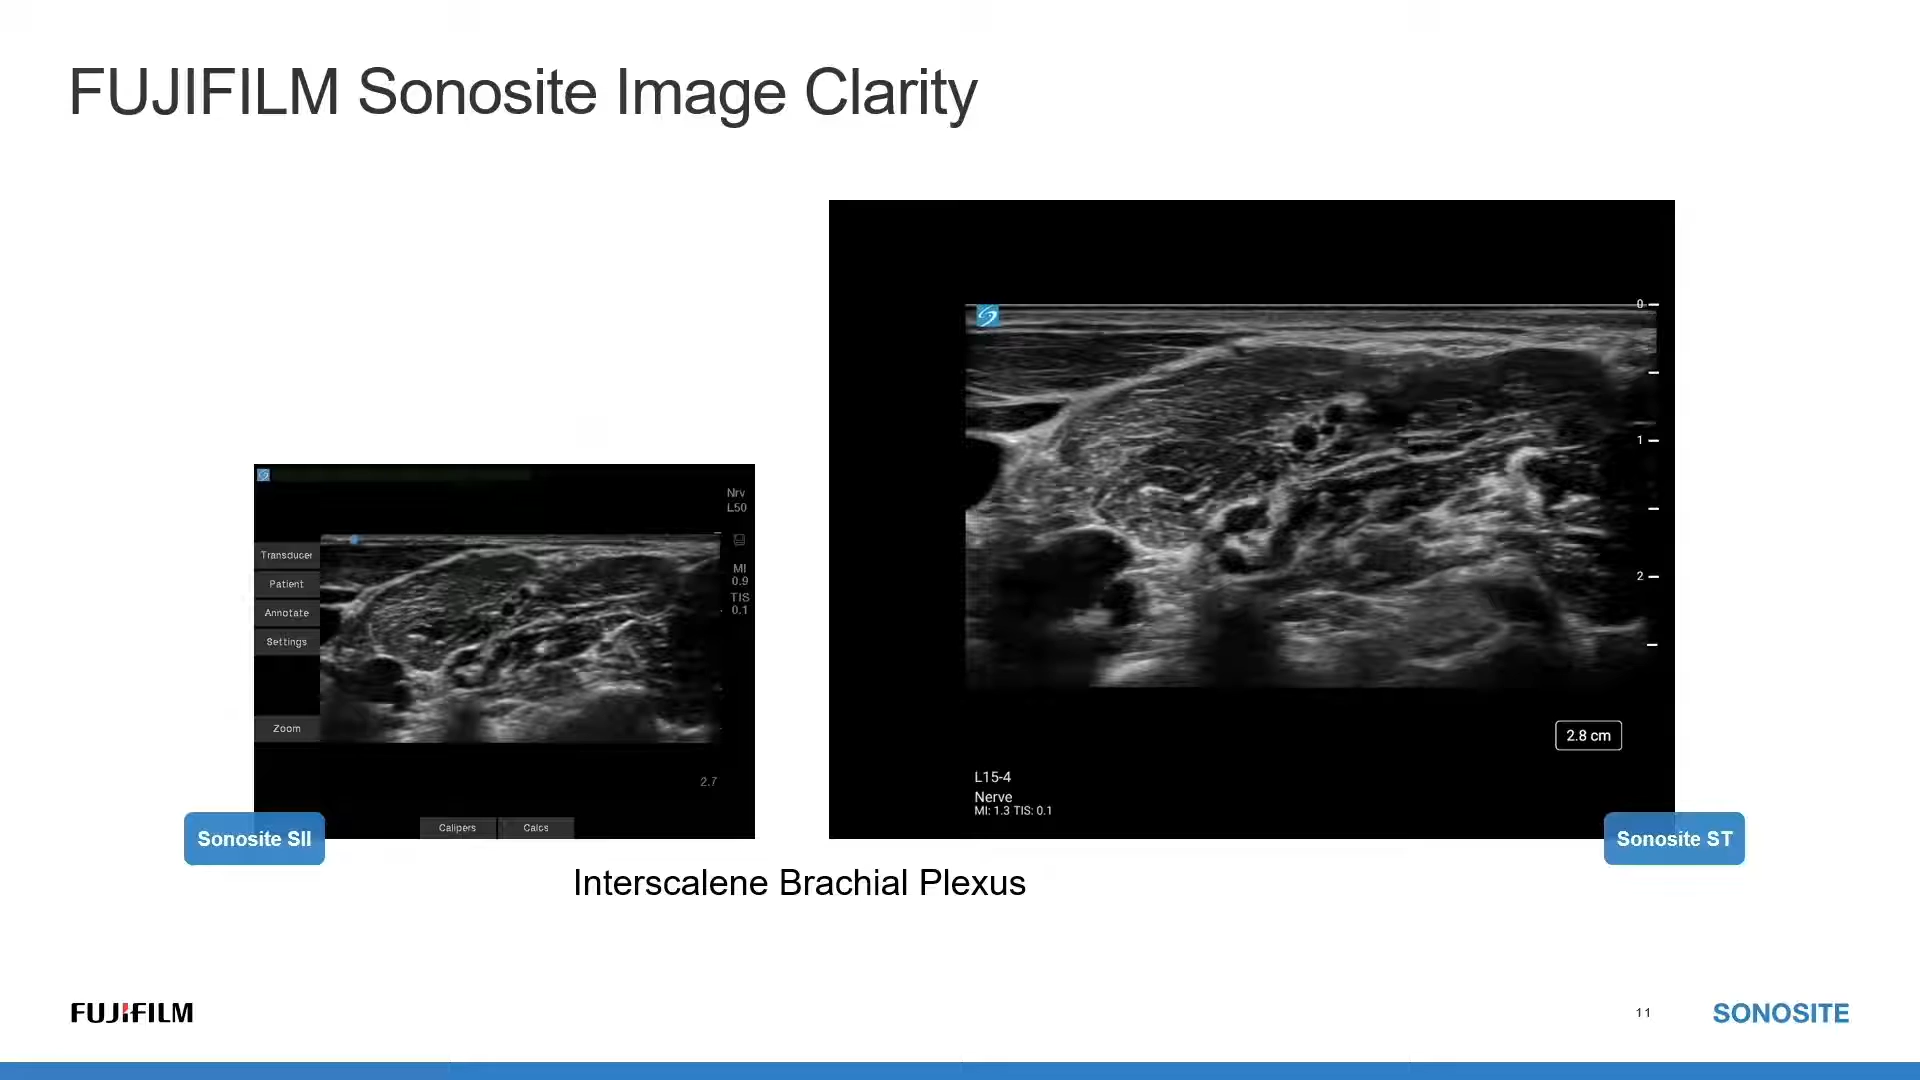 FUJIFILM Sonosite Image Clarity
Nrv
L50
Transducer
Patient
Annotate
Settings
Zoom
MI
0.9
TIS
0.1
2.7
Calipers
Calcs
Sonosite SII
0
1
2
2.8 cm
L15-4
Nerve
MI: 1.3 TIS: 0.1
Sonosite ST
Interscalene Brachial Plexus
FUJIFILM
11
SONOSITE